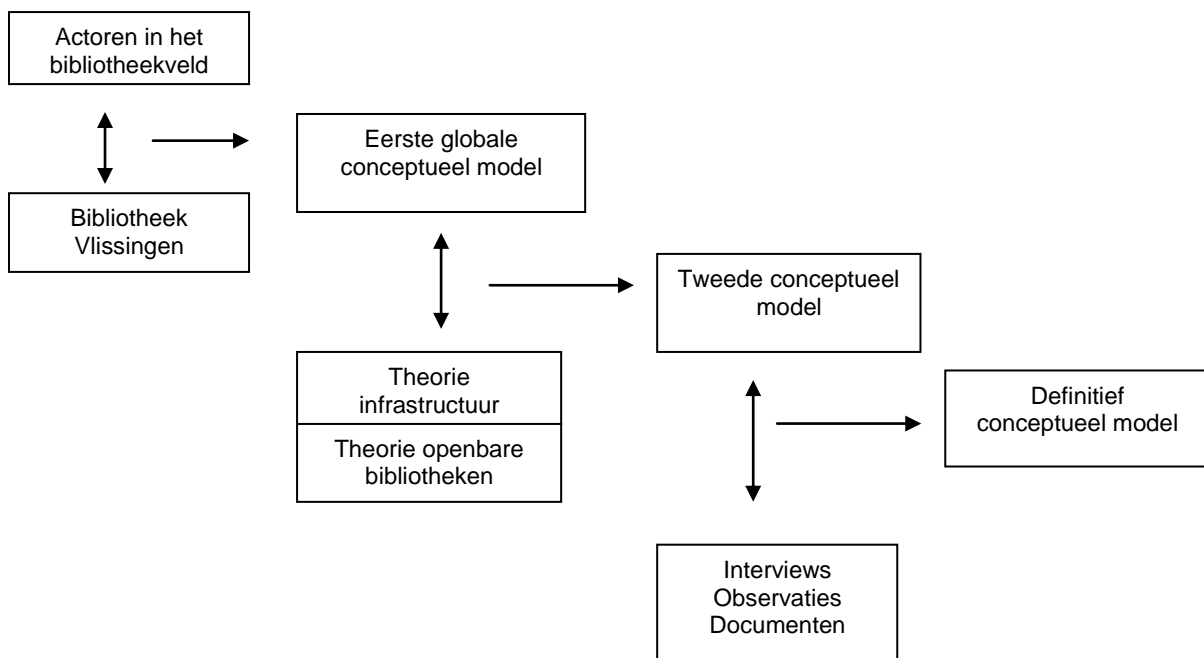 Actoren in het
bibliotheekveld
Eerste globale
conceptueel model
Bibliotheek
Vlissingen
Tweede conceptueel
model
Theorie
infrastructuur
Theorie openbare
bibliotheken
Definitief
conceptueel model
Interviews
Observaties
Documenten